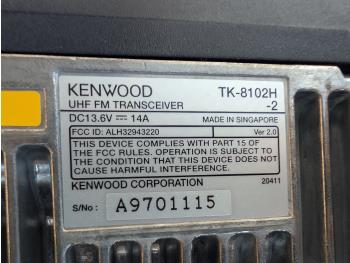 KENWOOD TK-8102H
UHF FM TRANSCEIVER -2
DC13.6V ⎓ 14A MADE IN SINGAPORE
FCC ID: ALH32943220 Ver 2.0
THIS DEVICE COMPLIES WITH PART 15 OF
THE FCC RULES. OPERATION IS SUBJECT TO
THE CONDITION THAT THIS DEVICE DOES NOT
CAUSE HARMFUL INTERFERENCE.
KENWOOD CORPORATION 20411
S/No: A9701115